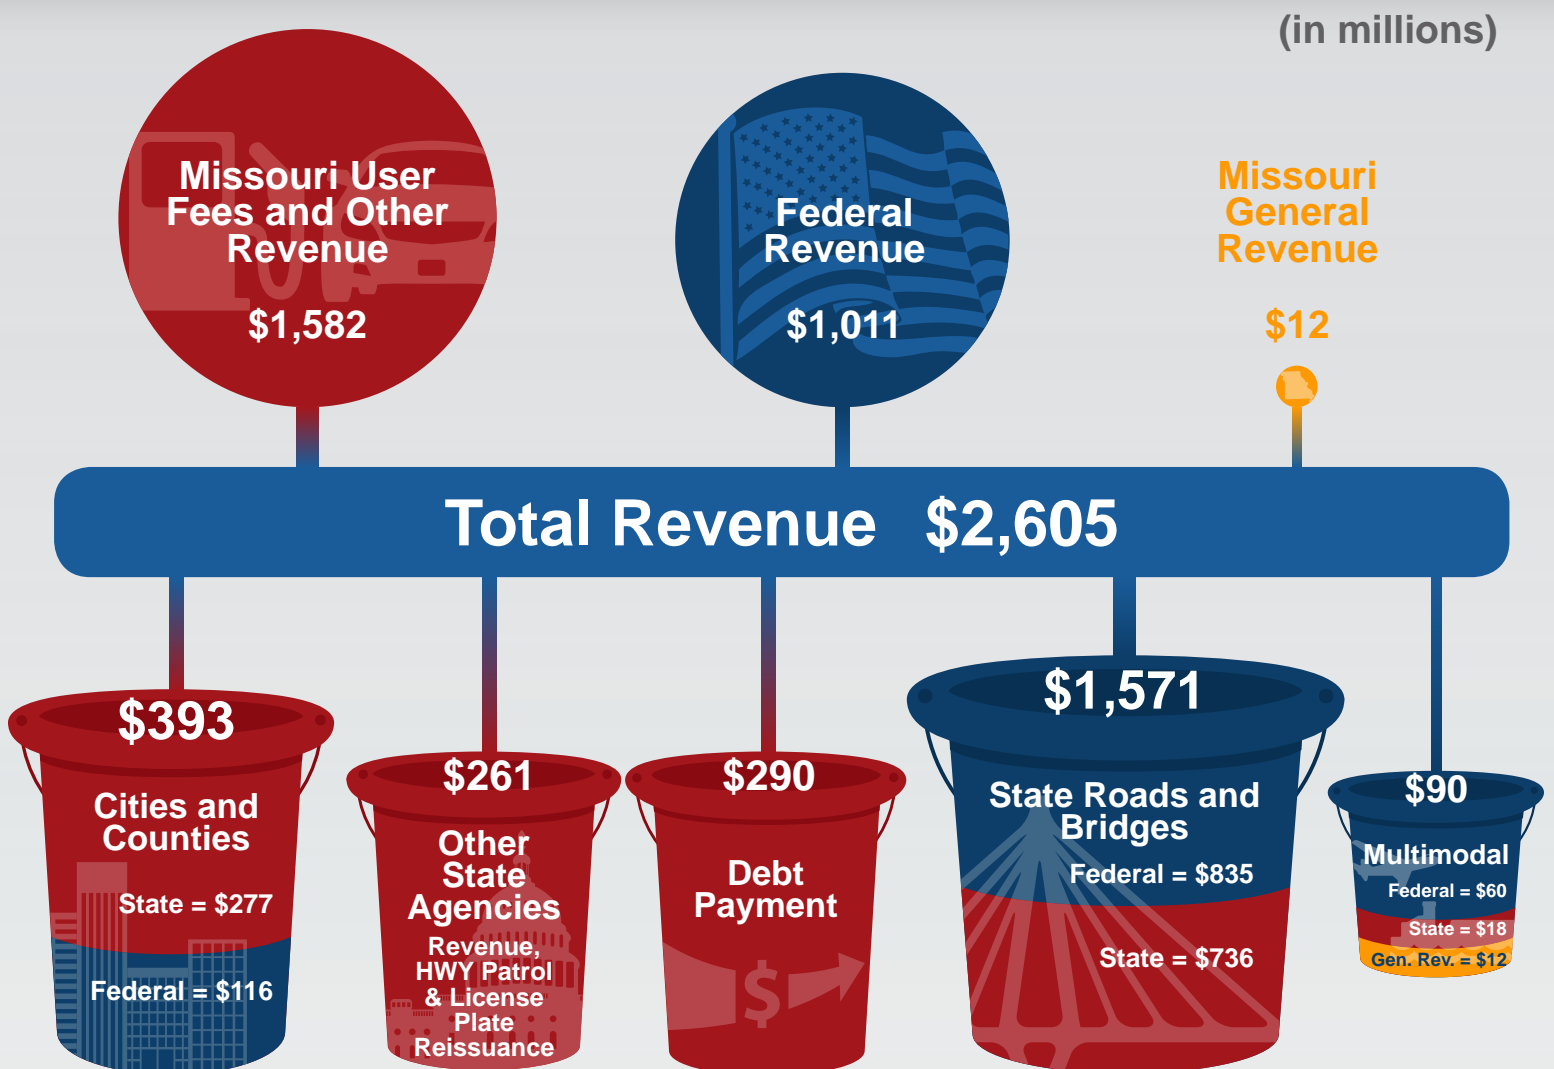 (in millions)
Missouri User
Fees and Other
Revenue
$1,582
Federal
Revenue
$1,011
Missouri
General
Revenue
$12
Total Revenue $2,605
$393
Cities and
Counties
State = $277
Federal = $116
$261
Other
State
Agencies
Revenue,
HWY Patrol
& License
Plate
Reissuance
$290
Debt
Payment
$
$1,571
State Roads and
Bridges
Federal = $835
State = $736
$90
Multimodal
Federal = $60
State = $18
Gen. Rev. = $12